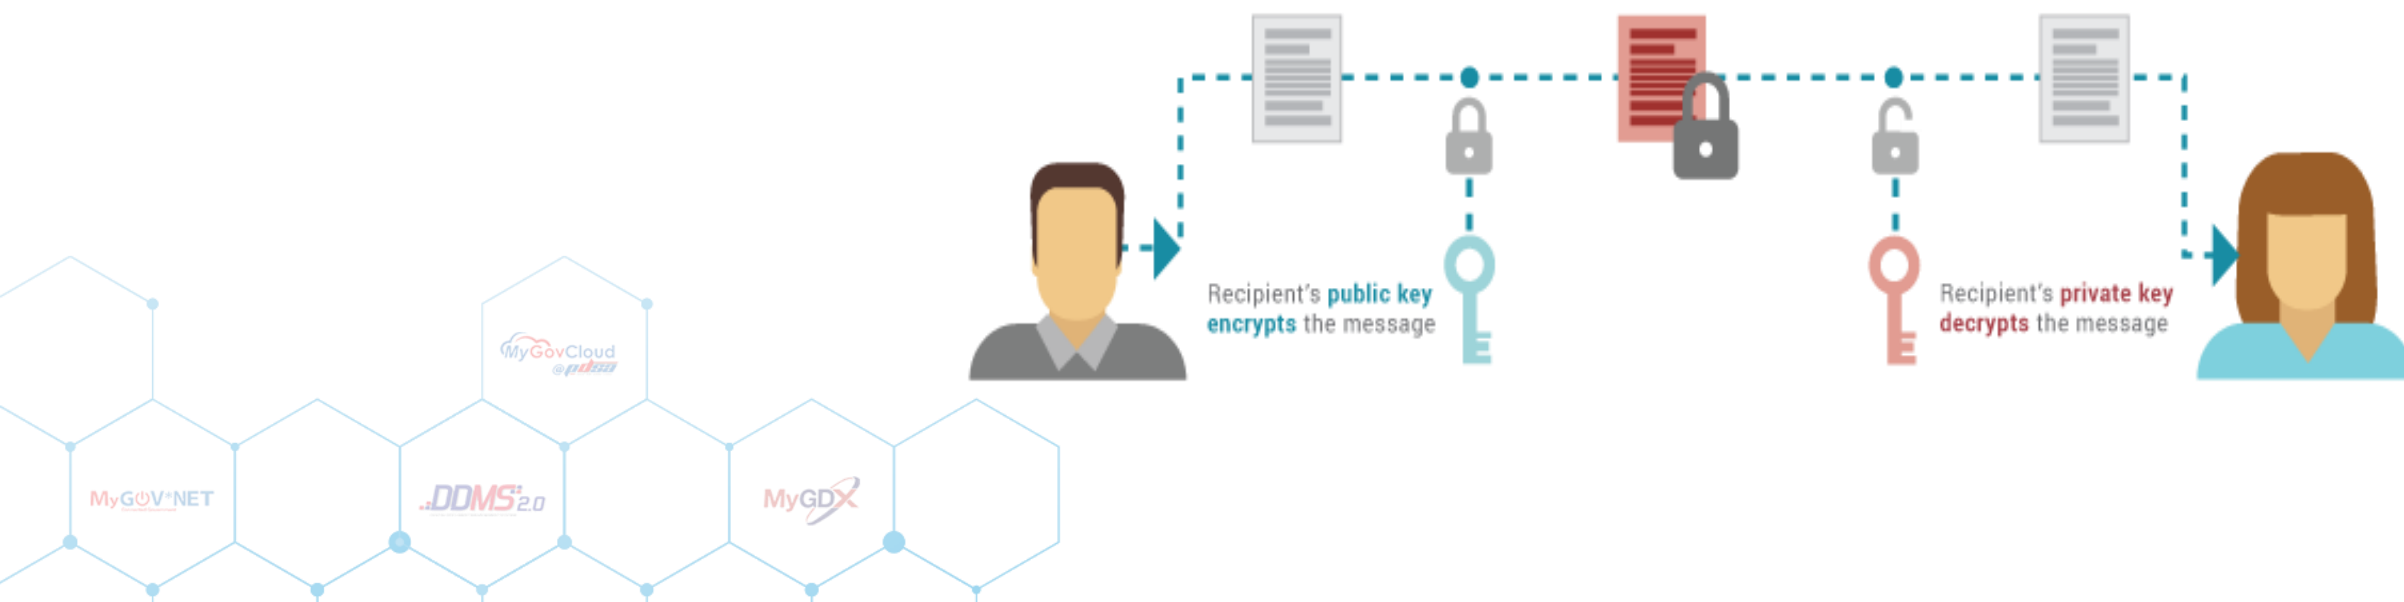 Recipient's public key
encrypts the message
Recipient's private key
decrypts the message
MyGovCloud
@pdsa
MyGOV*NET
DDMS 2.0
MyGDX